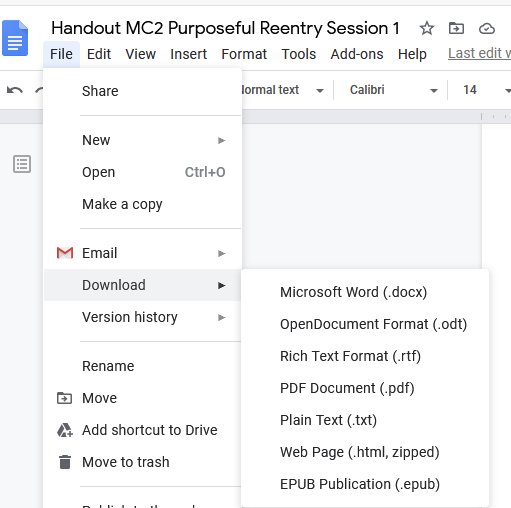 Handout MC2 Purposeful Reentry Session 1
File Edit View Insert Format Tools Add-ons Help Last edit
Normal text Calibri 14
Share
New
Open Ctrl+O
Make a copy
Email
Download
Version history
Microsoft Word (.docx)
OpenDocument Format (.odt)
Rich Text Format (.rtf)
PDF Document (.pdf)
Plain Text (.txt)
Web Page (.html, zipped)
EPUB Publication (.epub)
Rename
Move
Add shortcut to Drive
Move to trash